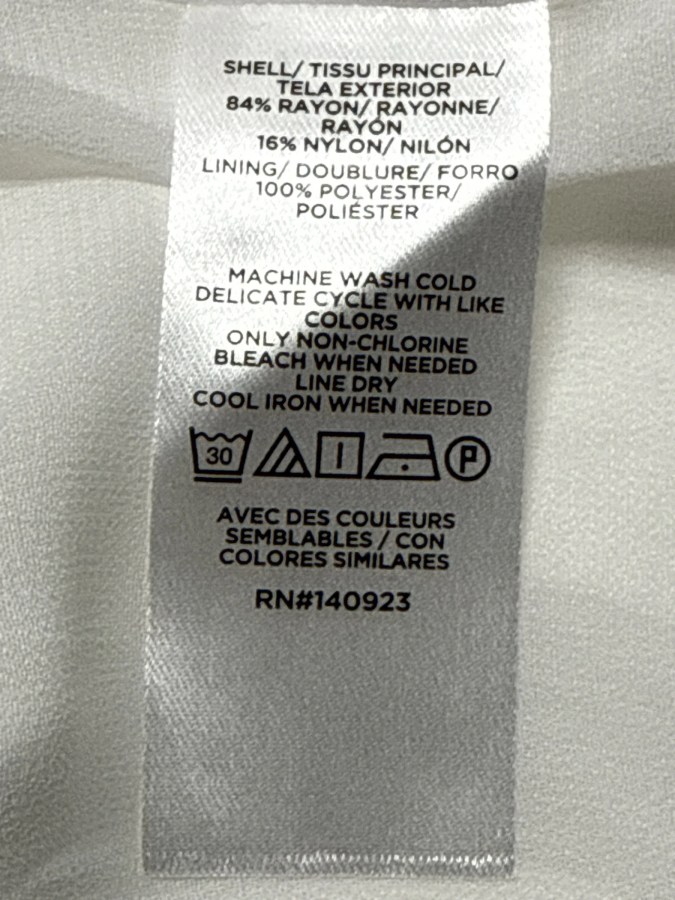 SHELL/ TISSU PRINCIPAL/
TELA EXTERIOR
84% RAYON/ RAYONNE/
RAYÓN
16% NYLON/ NILÓN
LINING/ DOUBLURE/ FORRO
100% POLYESTER/
POLIÉSTER
MACHINE WASH COLD
DELICATE CYCLE WITH LIKE
COLORS
ONLY NON-CHLORINE
BLEACH WHEN NEEDED
LINE DRY
COOL IRON WHEN NEEDED
30 P
AVEC DES COULEURS
SEMBLABLES / CON
COLORES SIMILARES
RN#140923